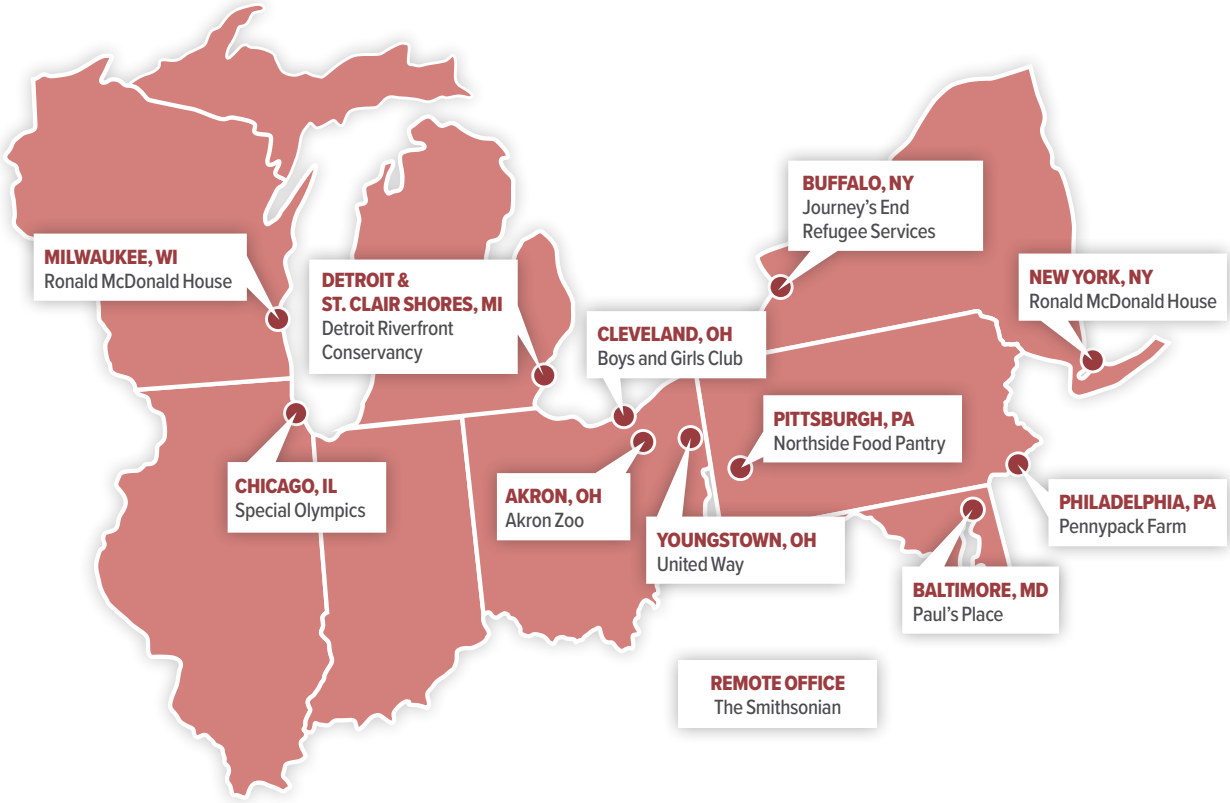 BUFFALO, NY
Journey's End
Refugee Services
MILWAUKEE, WI
Ronald McDonald House
DETROIT &
ST. CLAIR SHORES, MI
Detroit Riverfront
Conservancy
NEW YORK, NY
Ronald McDonald House
CLEVELAND, OH
Boys and Girls Club
PITTSBURGH, PA
Northside Food Pantry
CHICAGO, IL
Special Olympics
AKRON, OH
Akron Zoo
PHILADELPHIA, PA
Pennypack Farm
YOUNGSTOWN, OH
United Way
BALTIMORE, MD
Paul's Place
REMOTE OFFICE
The Smithsonian